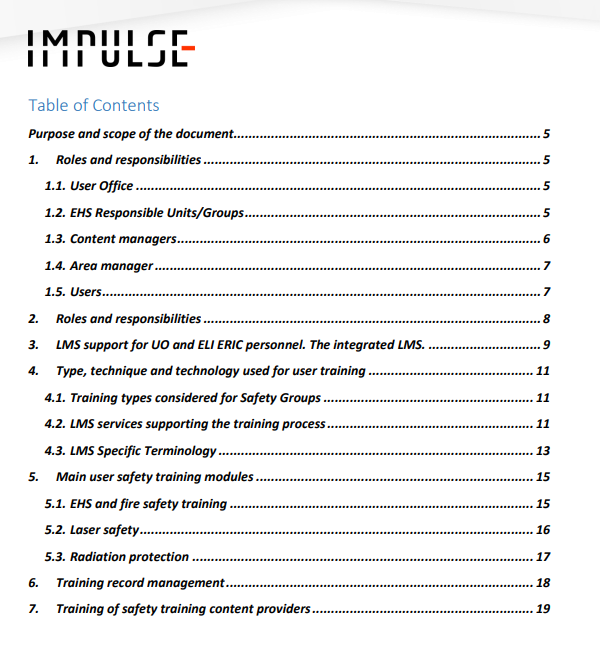 IMPULSE
Table of Contents
Purpose and scope of the document.......... 5
1. Roles and responsibilities .......... 5
1.1. User Office .......... 5
1.2. EHS Responsible Units/Groups.......... 5
1.3. Content managers.......... 6
1.4. Area manager .......... 7
1.5. Users.......... 7
2. Roles and responsibilities .......... 8
3. LMS support for UO and ELI ERIC personnel. The integrated LMS. .......... 9
4. Type, technique and technology used for user training .......... 11
4.1. Training types considered for Safety Groups .......... 11
4.2. LMS services supporting the training process.......... 11
4.3. LMS Specific Terminology .......... 13
5. Main user safety training modules .......... 15
5.1. EHS and fire safety training .......... 15
5.2. Laser safety.......... 16
5.3. Radiation protection .......... 17
6. Training record management.......... 18
7. Training of safety training content providers.......... 19